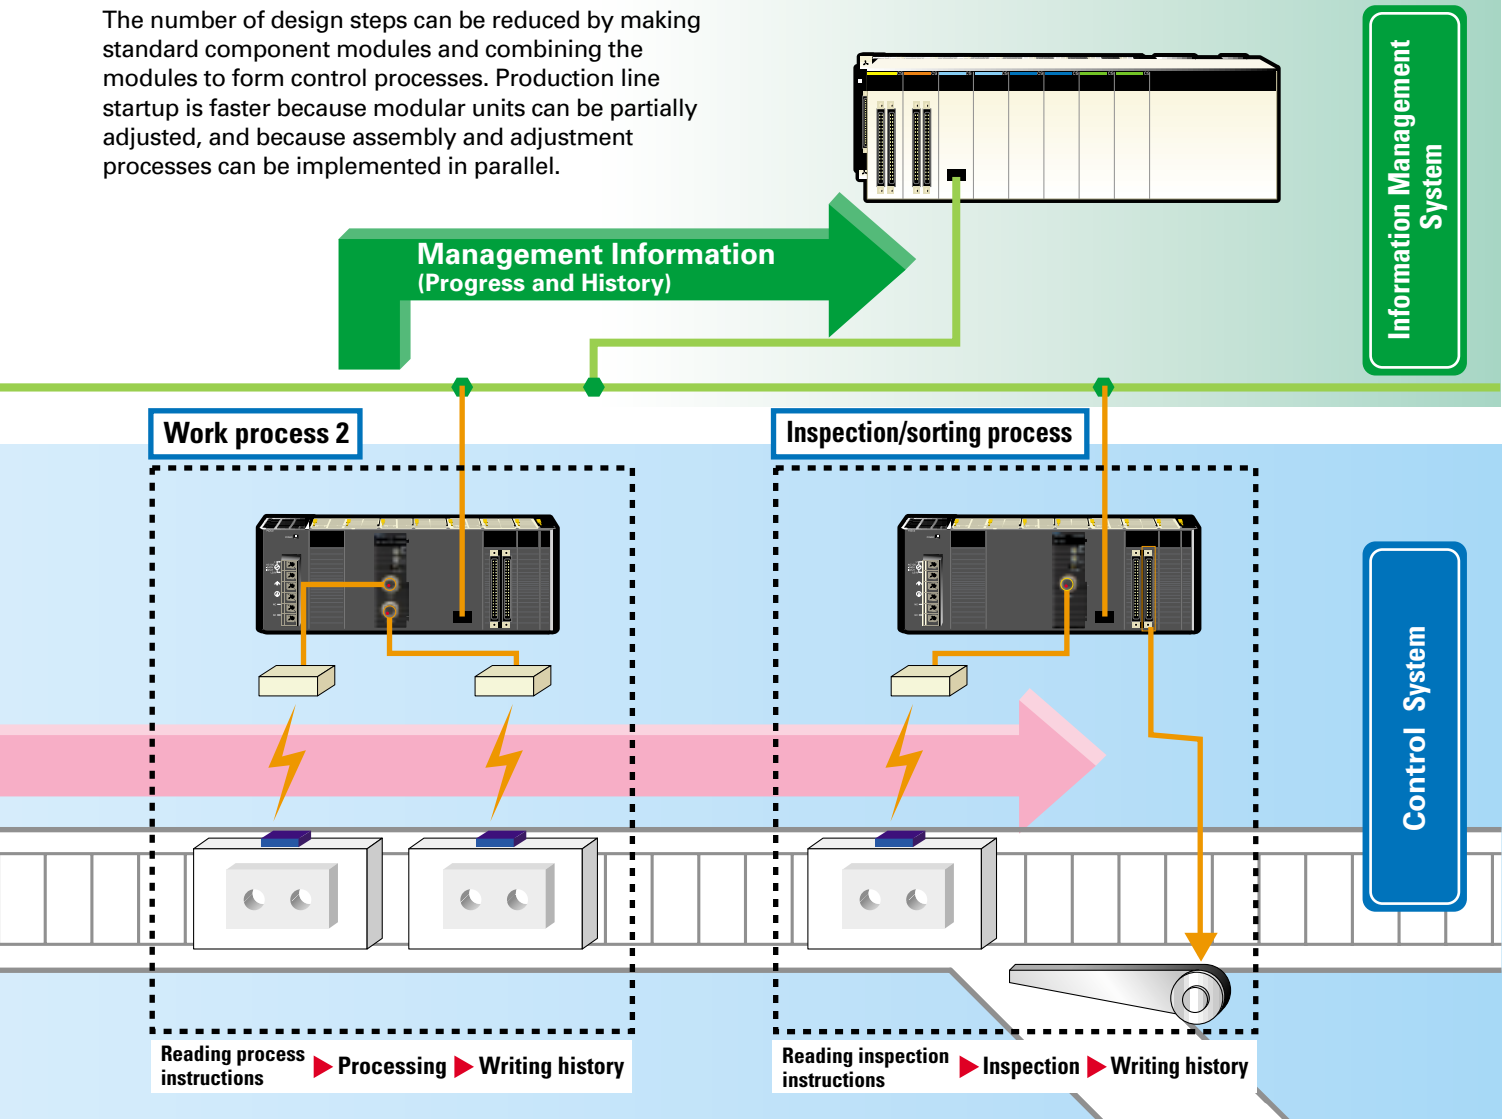 The number of design steps can be reduced by making
standard component modules and combining the
modules to form control processes. Production line
startup is faster because modular units can be partially
adjusted, and because assembly and adjustment
processes can be implemented in parallel.
Information Management
System
Management Information
(Progress and History)
Work process 2
Inspection/sorting process
Control System
Reading process
instructions
Processing
Writing history
Reading inspection
instructions
Inspection
Writing history